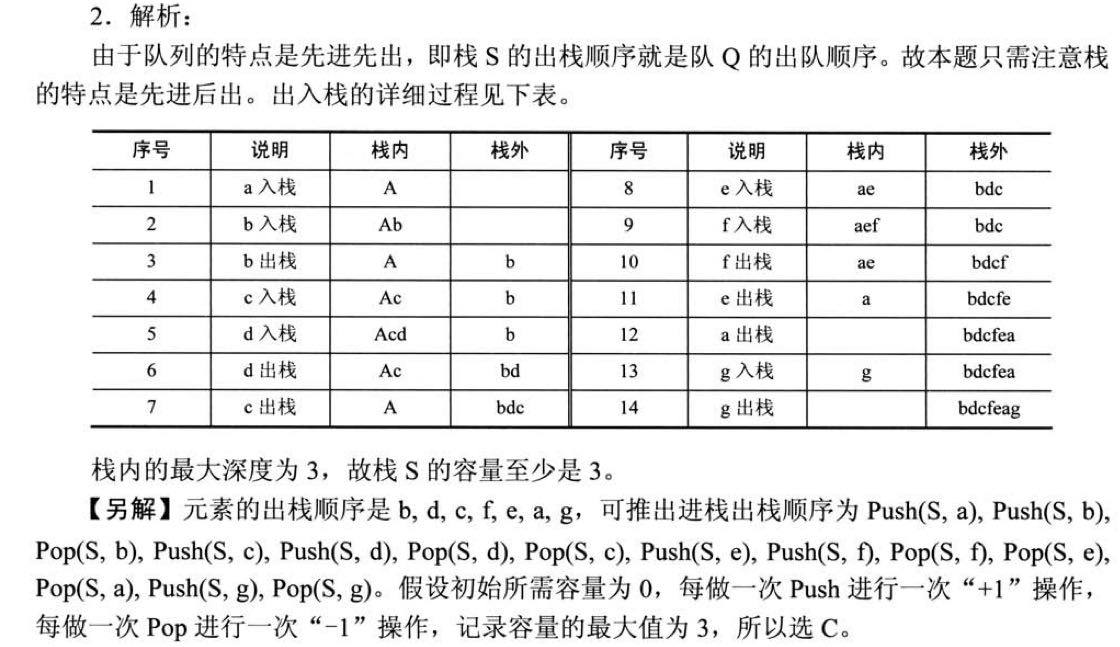 2. 解析：
由于队列的特点是先进先出，即栈 S 的出栈顺序就是队 Q 的出队顺序。故本题只需注意栈
的特点是先进后出。出入栈的详细过程见下表。
序号 说明 栈内 栈外 序号 说明 栈内 栈外
1 a 入栈 A 8 e 入栈 ae bdc
2 b 入栈 Ab 9 f 入栈 aef bdc
3 b 出栈 A b 10 f 出栈 ae bdcf
4 c 入栈 Ac b 11 e 出栈 a bdcfe
5 d 入栈 Acd b 12 a 出栈 bdcfea
6 d 出栈 Ac bd 13 g 入栈 g bdcfea
7 c 出栈 A bdc 14 g 出栈 bdcfeag
栈内的最大深度为 3，故栈 S 的容量至少是 3。
【另解】元素的出栈顺序是 b, d, c, f, e, a, g，可推出进栈出栈顺序为 Push(S, a), Push(S, b),
Pop(S, b), Push(S, c), Push(S, d), Pop(S, d), Pop(S, c), Push(S, e), Push(S, f), Pop(S, f), Pop(S, e),
Pop(S, a), Push(S, g), Pop(S, g)。假设初始所需容量为 0，每做一次 Push 进行一次“+1”操作，
每做一次 Pop 进行一次“−1”操作，记录容量的最大值为 3，所以选 C。